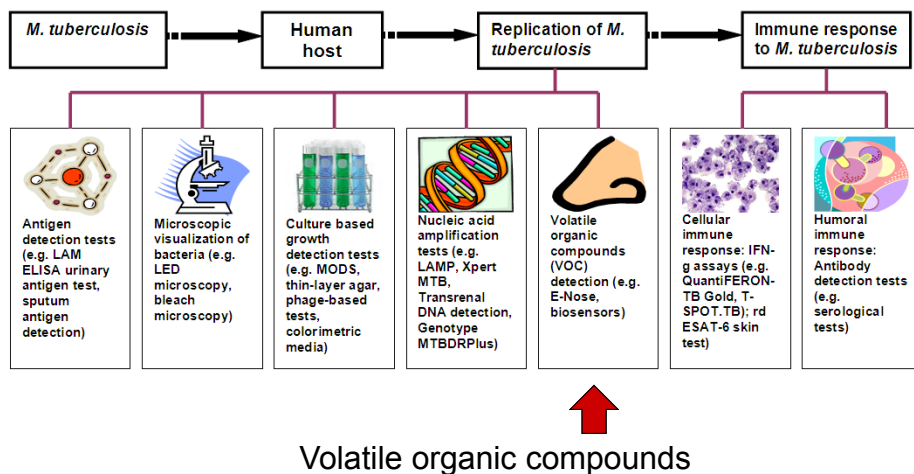 M. tuberculosis
Human
host
Replication of M.
tuberculosis
Immune response
to M. tuberculosis
Antigen
detection tests
(e.g. LAM
ELISA urinary
antigen test,
sputum
antigen
detection)
Microscopic
visualization of
bacteria (e.g.
LED
microscopy,
bleach
microscopy)
Culture based
growth
detection tests
(e.g. MODS,
thin-layer agar,
phage-based
tests,
colorimetric
media)
Nucleic acid
amplification
tests (e.g.
LAMP, Xpert
MTB,
Transrenal
DNA detection,
Genotype
MTBDRPlus)
Volatile
organic
compounds
(VOC)
detection (e.g.
E-Nose,
biosensors)
Cellular
immune
response: IFN-
g assays (e.g.
QuantiFERON-
TB Gold, T-
SPOT.TB); rd
ESAT-6 skin
test)
Humoral
immune
response:
Antibody
detection tests
(e.g.
serological
tests)
Volatile organic compounds